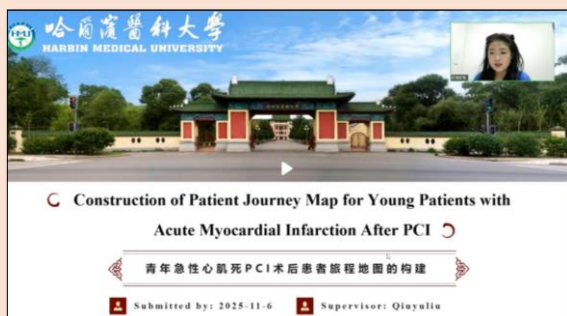 哈爾濱醫科大學
HARBIN MEDICAL UNIVERSITY
HMU
Construction of Patient Journey Map for Young Patients with
Acute Myocardial Infarction After PCI
青年急性心肌死PCI术后患者旅程地图的构建
Submitted by: 2025-11-6
Supervisor: Qiuyuliu